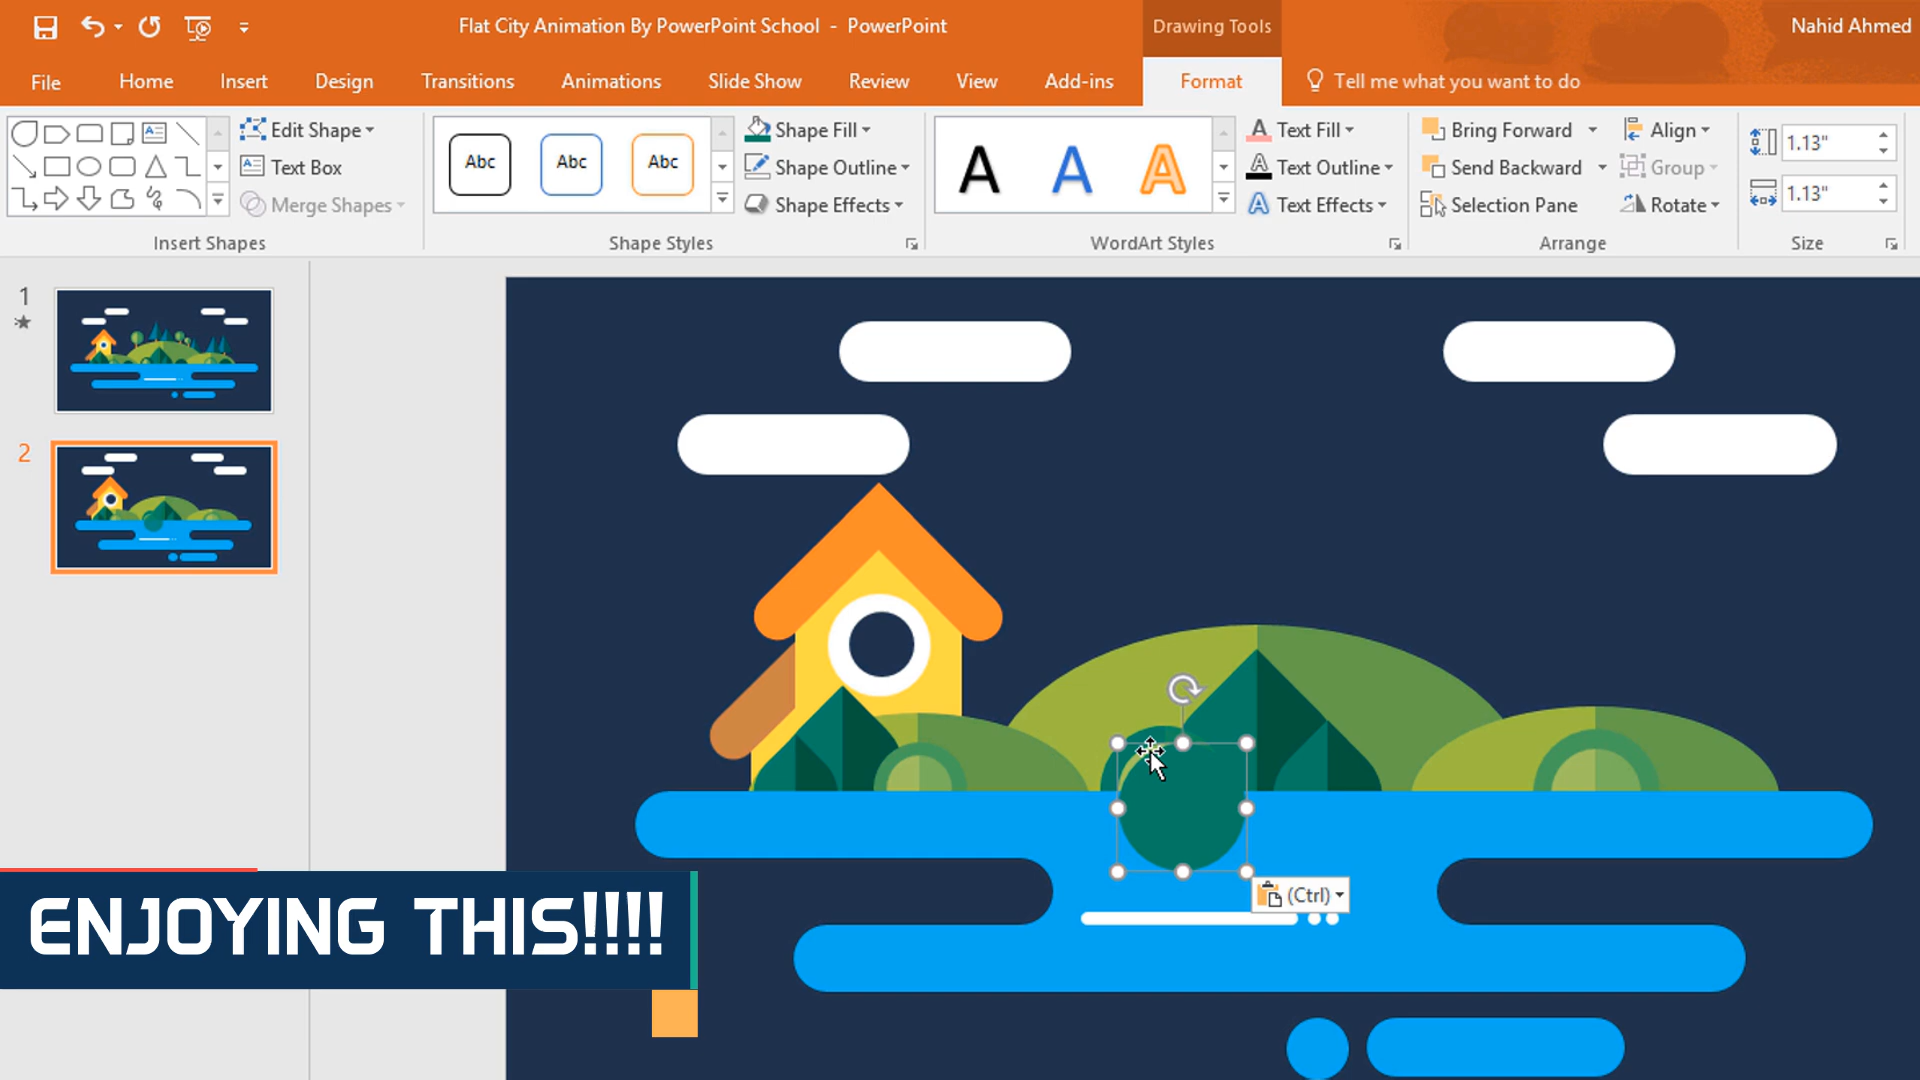 Flat City Animation By PowerPoint School - PowerPoint
Drawing Tools
Nahid Ahmed
File Home Insert Design Transitions Animations Slide Show Review View Add-ins Format Tell me what you want to do
Edit Shape
Text Box
Merge Shapes
Insert Shapes
Abc Abc Abc
Shape Fill
Shape Outline
Shape Effects
Shape Styles
A A A
Text Fill
Text Outline
Text Effects
WordArt Styles
Bring Forward
Send Backward
Selection Pane
Align
Group
Rotate
Arrange
1.13"
1.13"
Size
1
2
(Ctrl)
ENJOYING THIS!!!!